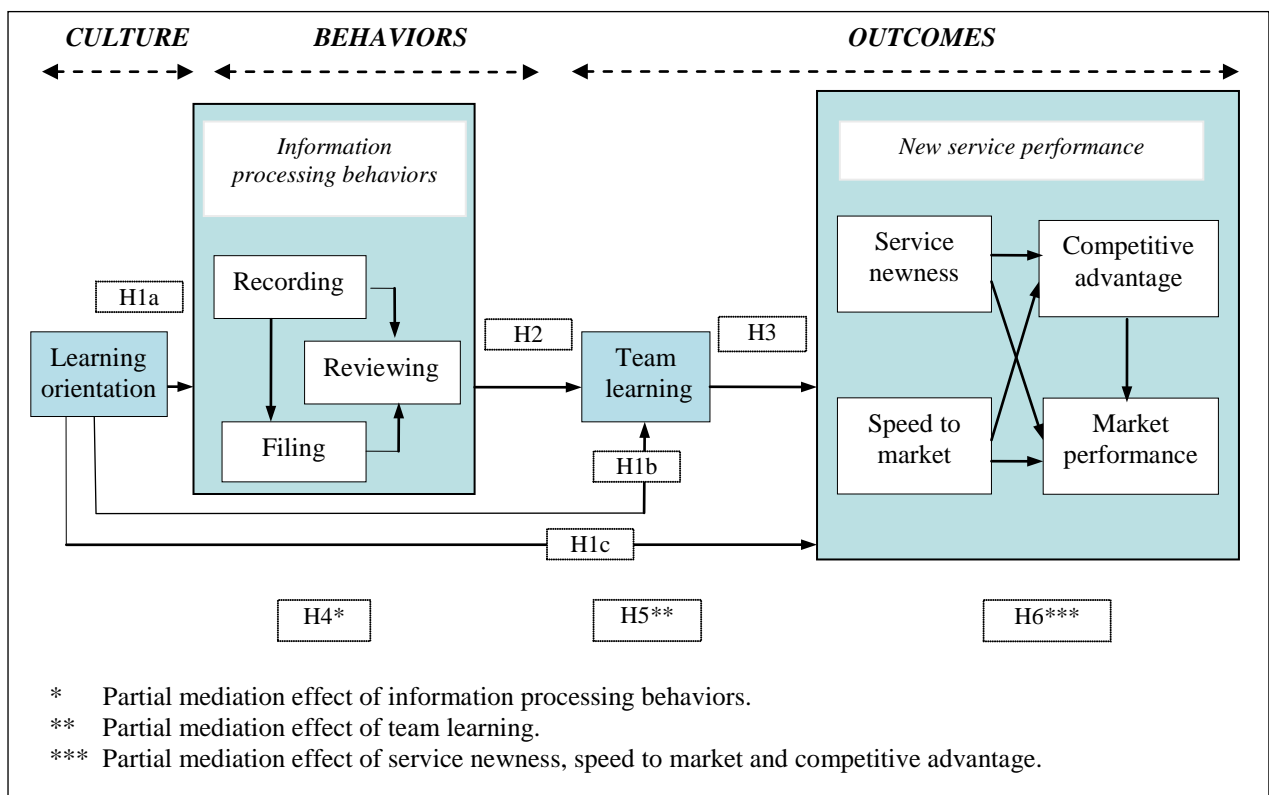 CULTURE BEHAVIORS OUTCOMES
Information
processing behaviors
New service performance
Recording
Reviewing
Filing
H1a
Learning
orientation
H2
Team
learning
H3
H1b
H1c
Service
newness
Competitive
advantage
Speed to
market
Market
performance
H4* H5** H6***
* Partial mediation effect of information processing behaviors.
** Partial mediation effect of team learning.
*** Partial mediation effect of service newness, speed to market and competitive advantage.